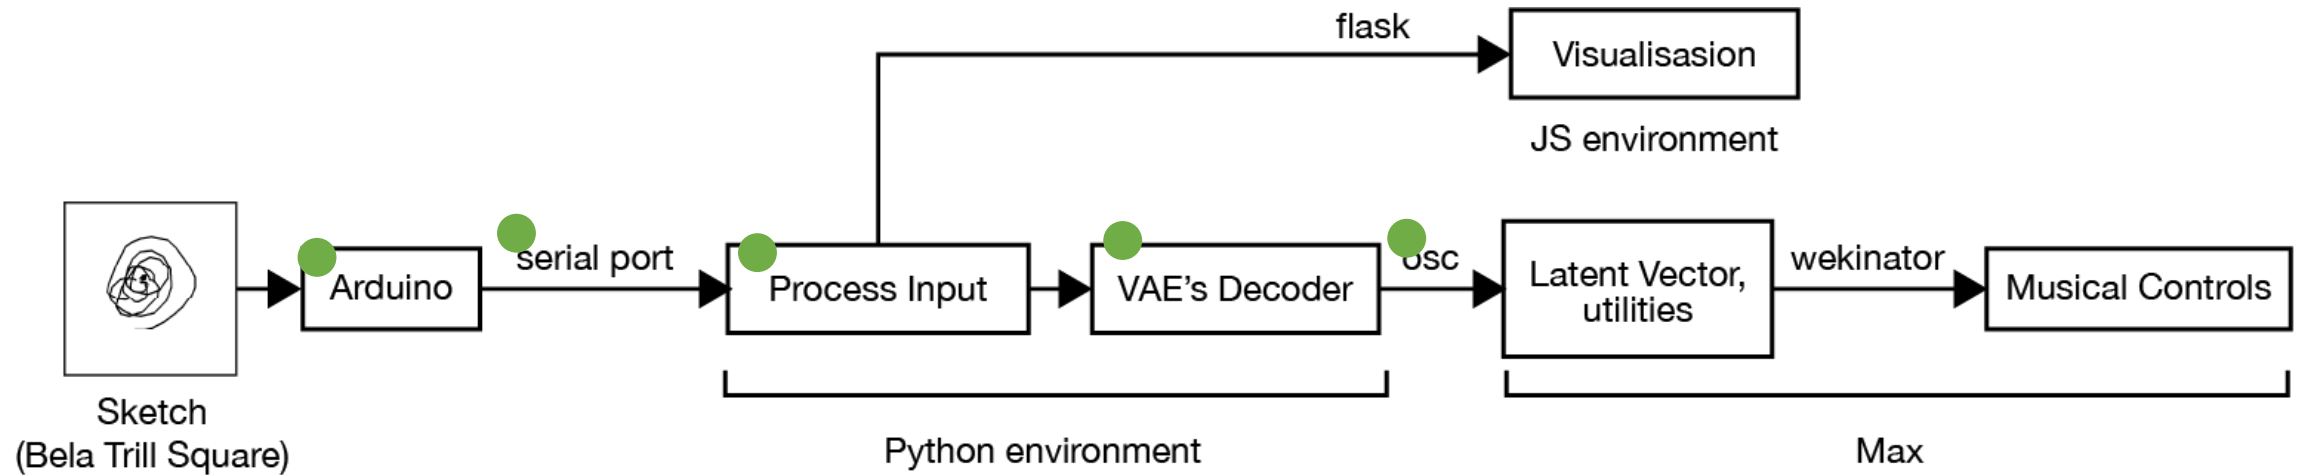 flask
Visualisasion
JS environment
Arduino
serial port
Process Input
VAE's Decoder
osc
Latent Vector,
utilities
wekinator
Musical Controls
Sketch
(Bela Trill Square)
Python environment
Max